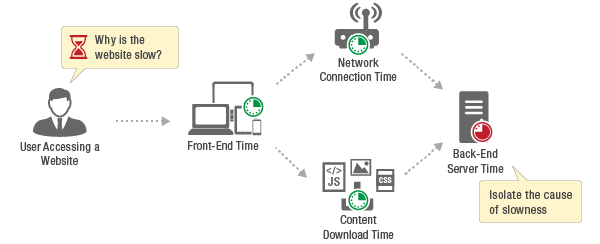 Why is the
website slow?
User Accessing a
Website
Front-End Time
Network
Connection Time
</>
JS
CSS
Content
Download Time
Back-End
Server Time
Isolate the cause
of slowness